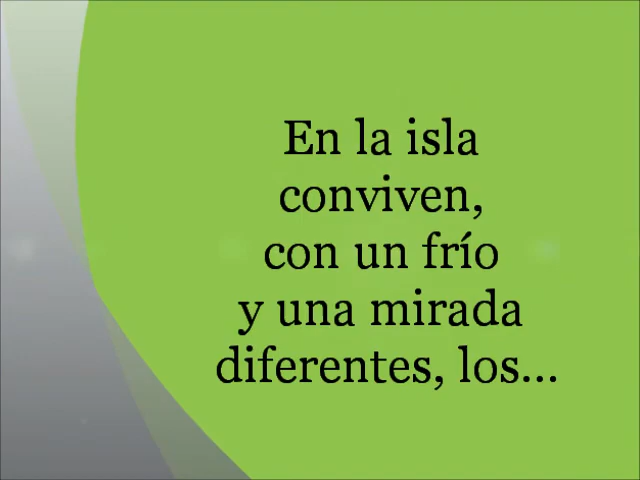 En la isla
conviven,
con un frío
y una mirada
diferentes, los...